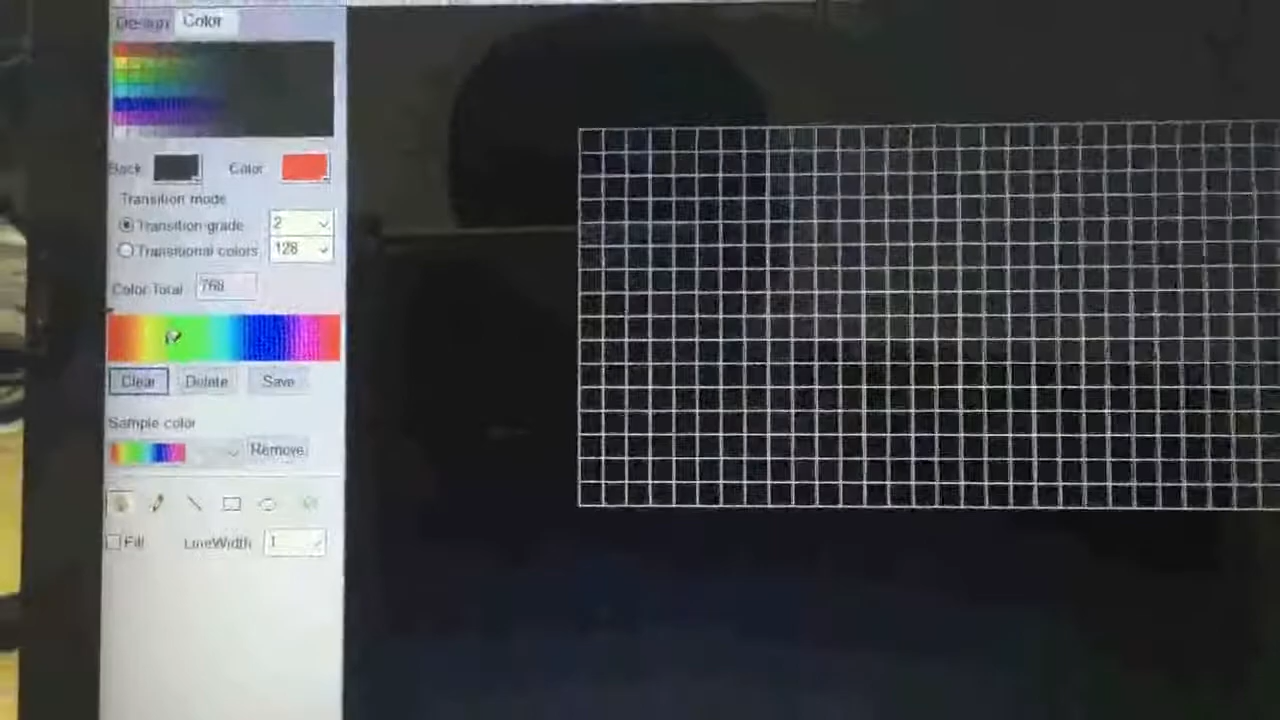 Design Color
Back Color
Transition mode
Transition grade 2
Transitional colors 128
Color Total 768
Clear Delete Save
Sample color
Remove
Fill LineWidth 1